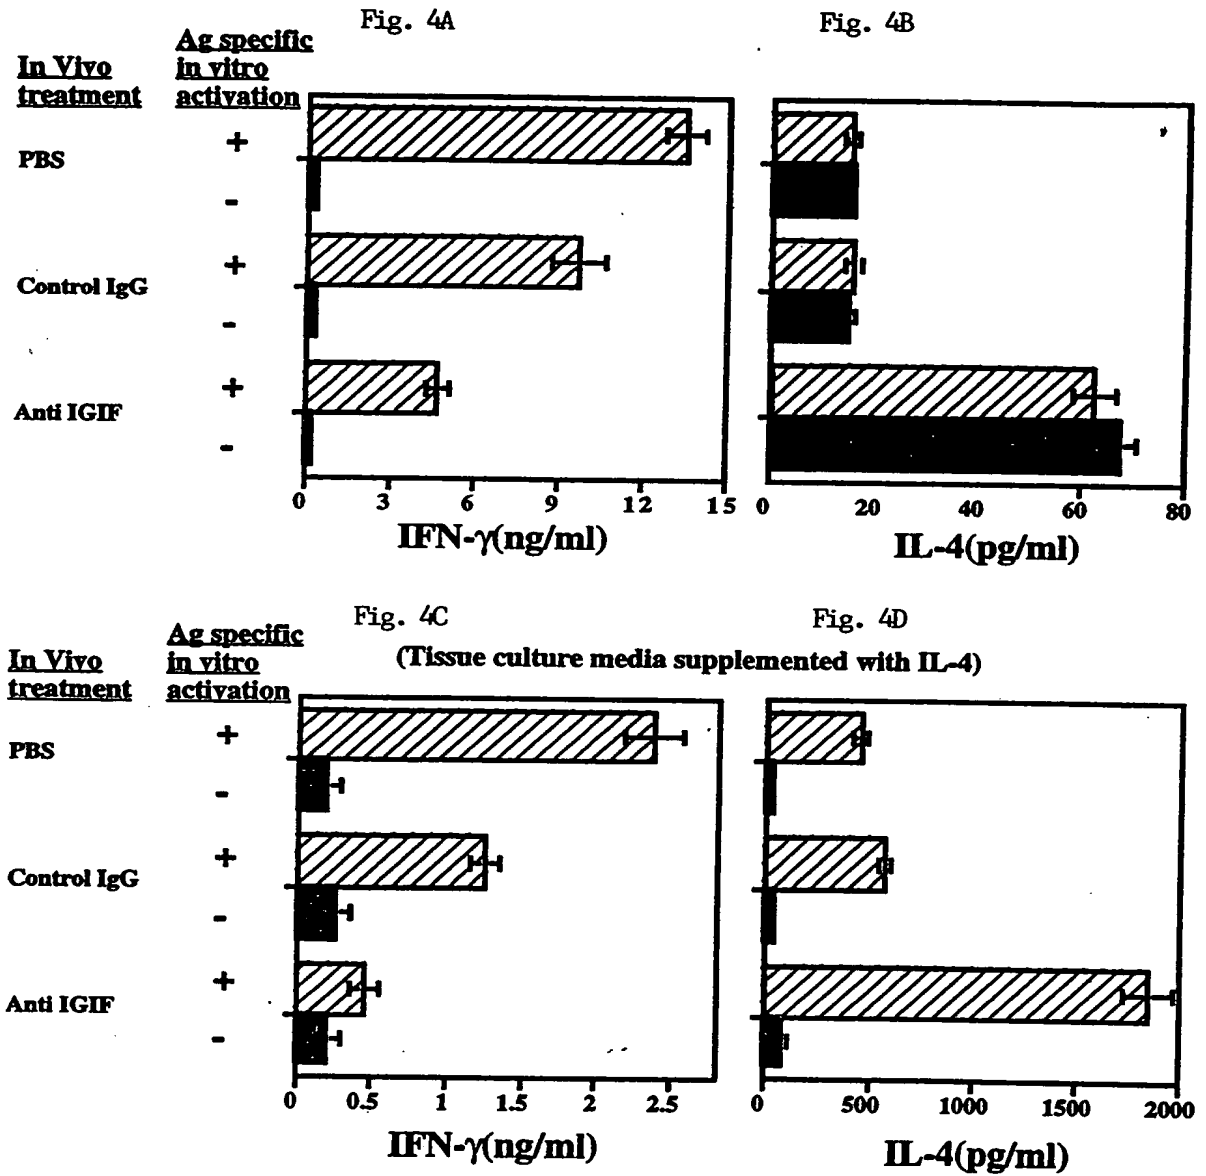 Fig. 4A
Fig. 4B
In Vivo
treatment
Ag specific
in vitro
activation
PBS
+
-
Control IgG
+
-
Anti IGIF
+
-
0 3 6 9 12 15
IFN-γ(ng/ml)
0 20 40 60 80
IL-4(pg/ml)
Fig. 4C
Fig. 4D
(Tissue culture media supplemented with IL-4)
In Vivo
treatment
Ag specific
in vitro
activation
PBS
+
-
Control IgG
+
-
Anti IGIF
+
-
0 0.5 1 1.5 2 2.5
IFN-γ(ng/ml)
0 500 1000 1500 2000
IL-4(pg/ml)